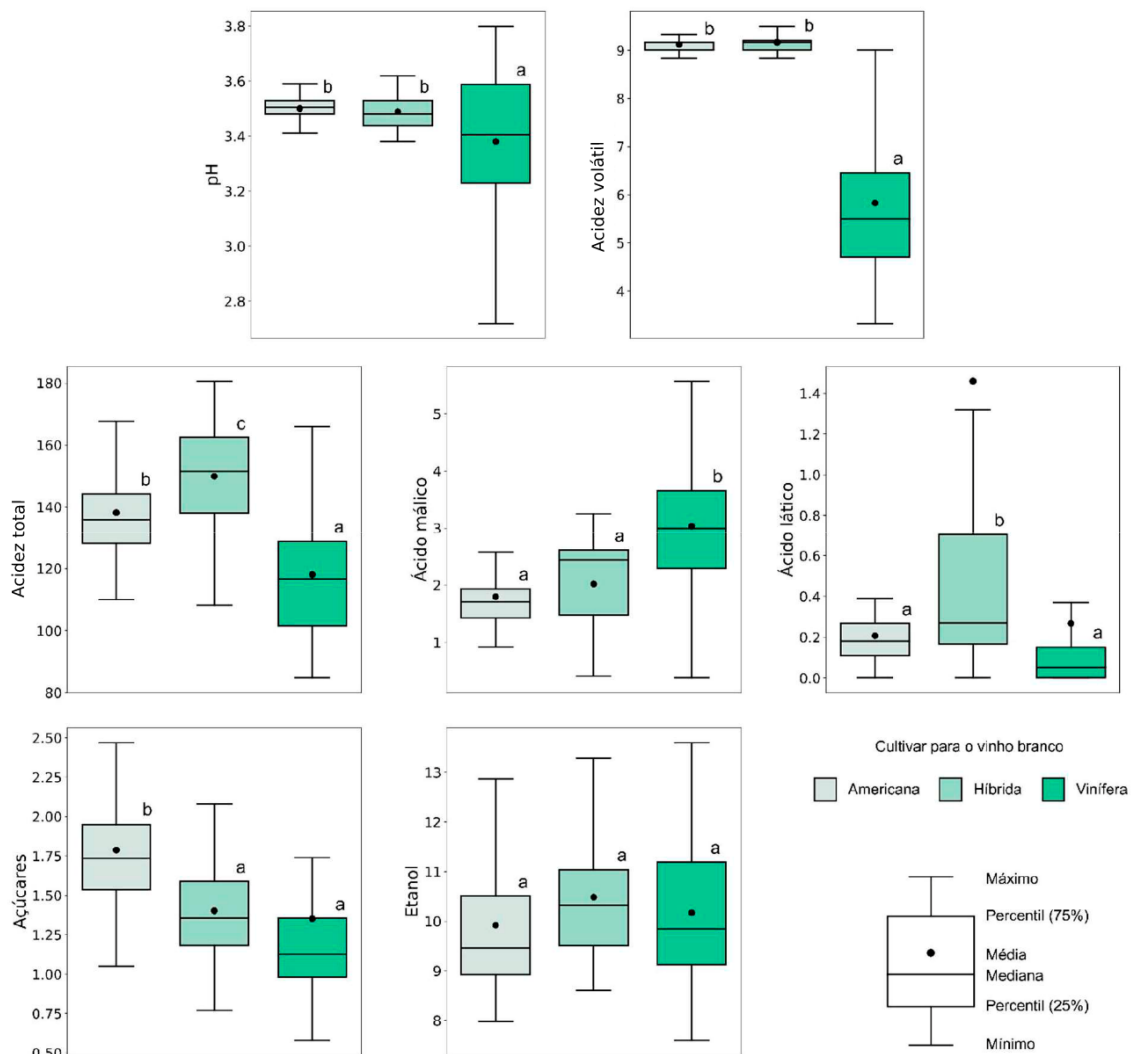 pH
3.8
3.6
3.4
3.2
3.0
2.8
b
b
a
Acidez volátil
9
8
7
6
5
4
b
b
a
Acidez total
180
160
140
120
100
80
b
c
a
Ácido málico
5
4
3
2
1
a
a
b
Ácido lático
1.4
1.2
1.0
0.8
0.6
0.4
0.2
0.0
a
b
a
Açúcares
2.50
2.25
2.00
1.75
1.50
1.25
1.00
0.75
0.50
b
a
a
Etanol
13
12
11
10
9
8
a
a
a
Cultivar para o vinho branco
Americana Híbrida Vinífera
Máximo
Percentil (75%)
Média
Mediana
Percentil (25%)
Mínimo